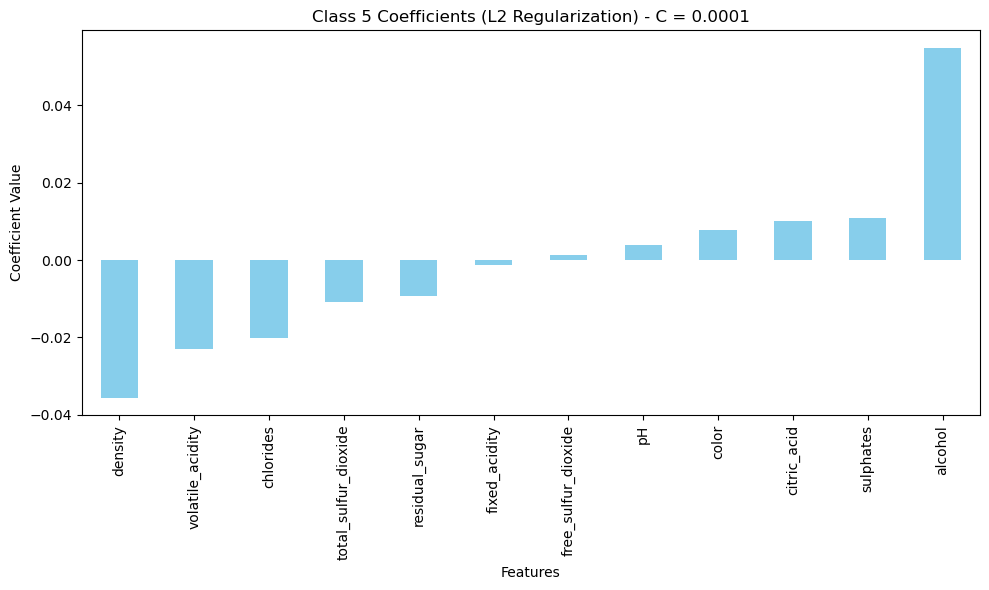 Class 5 Coefficients (L2 Regularization) - C = 0.0001
Coefficient Value
0.04
0.02
0.00
−0.02
−0.04
density
volatile_acidity
chlorides
total_sulfur_dioxide
residual_sugar
fixed_acidity
free_sulfur_dioxide
pH
color
citric_acid
sulphates
alcohol
Features